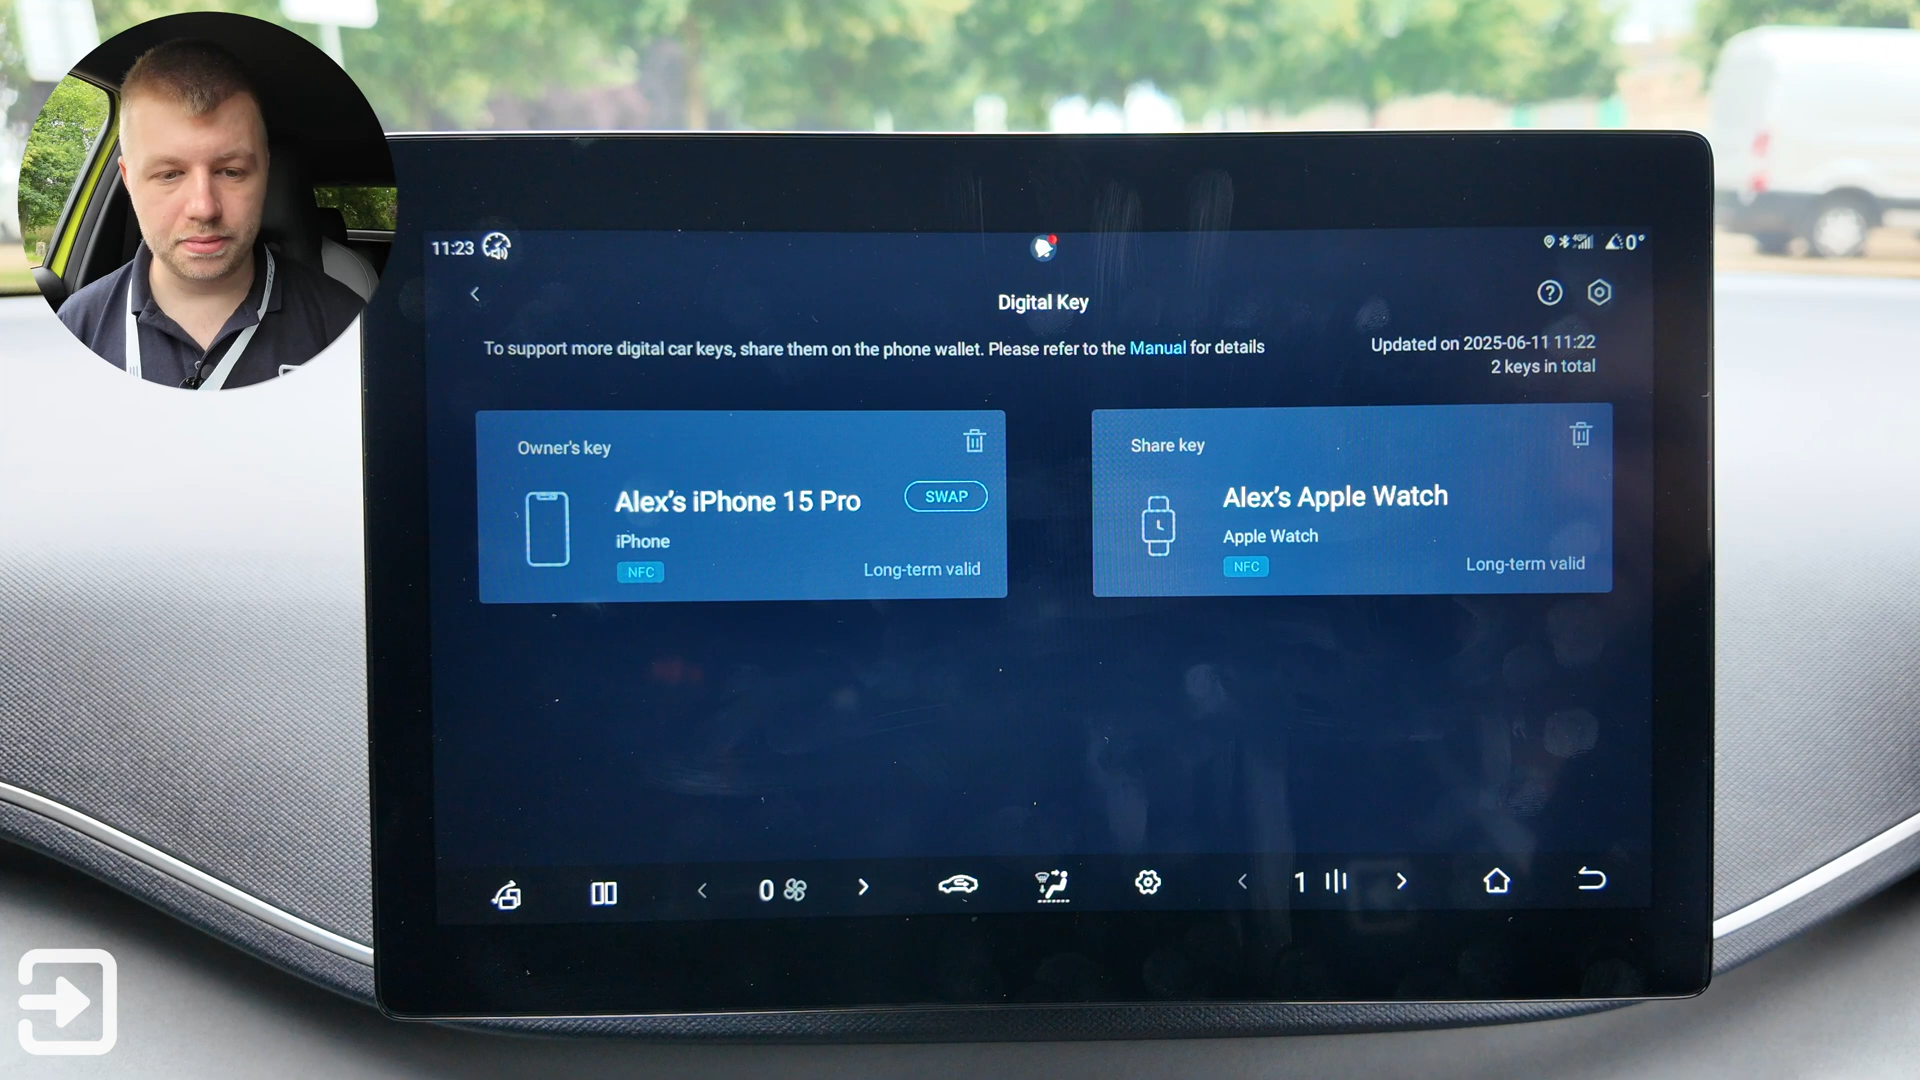 11:23
0°
Digital Key
To support more digital car keys, share them on the phone wallet. Please refer to the Manual for details
Updated on 2025-06-11 11:22
2 keys in total
Owner's key
Alex's iPhone 15 Pro
SWAP
iPhone
NFC
Long-term valid
Share key
Alex's Apple Watch
Apple Watch
NFC
Long-term valid
0
1